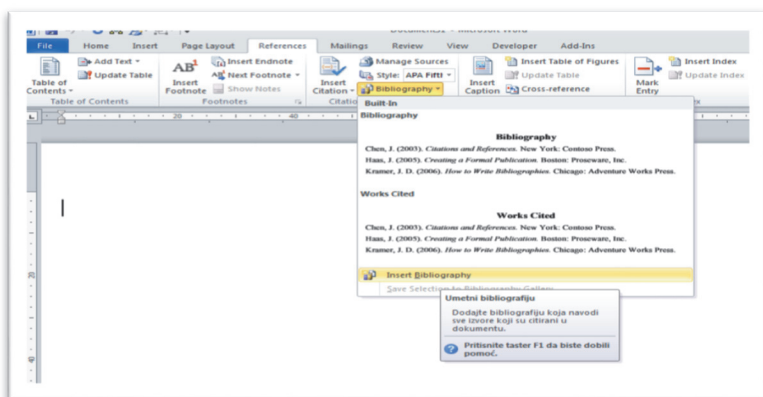 Document1 - Microsoft Word
File Home Insert Page Layout References Mailings Review View Developer Add-Ins
Table of Contents
Add Text
Update Table
Table of Contents
AB
Insert Footnote
Insert Endnote
Next Footnote
Show Notes
Footnotes
Insert Citation
Manage Sources
Style: APA Fift
Bibliography
Insert Caption
Insert Table of Figures
Update Table
Cross-reference
Mark Entry
Insert Index
Update Index
Built-In
Bibliography
Bibliography
Chen, J. (2003). Citations and References. New York: Contoso Press.
Haas, J. (2005). Creating a Formal Publication. Boston: Proseware, Inc.
Kramer, J. D. (2006). How to Write Bibliographies. Chicago: Adventure Works Press.
Works Cited
Works Cited
Chen, J. (2003). Citations and References. New York: Contoso Press.
Haas, J. (2005). Creating a Formal Publication. Boston: Proseware, Inc.
Kramer, J. D. (2006). How to Write Bibliographies. Chicago: Adventure Works Press.
Insert Bibliography
Save Selection to Bibliography Gallery
Umetni bibliografiju
Dodajte bibliografiju koja navodi
sve izvore koji su citirani u
dokumentu.
Pritisnite taster F1 da biste dobili
pomoć.